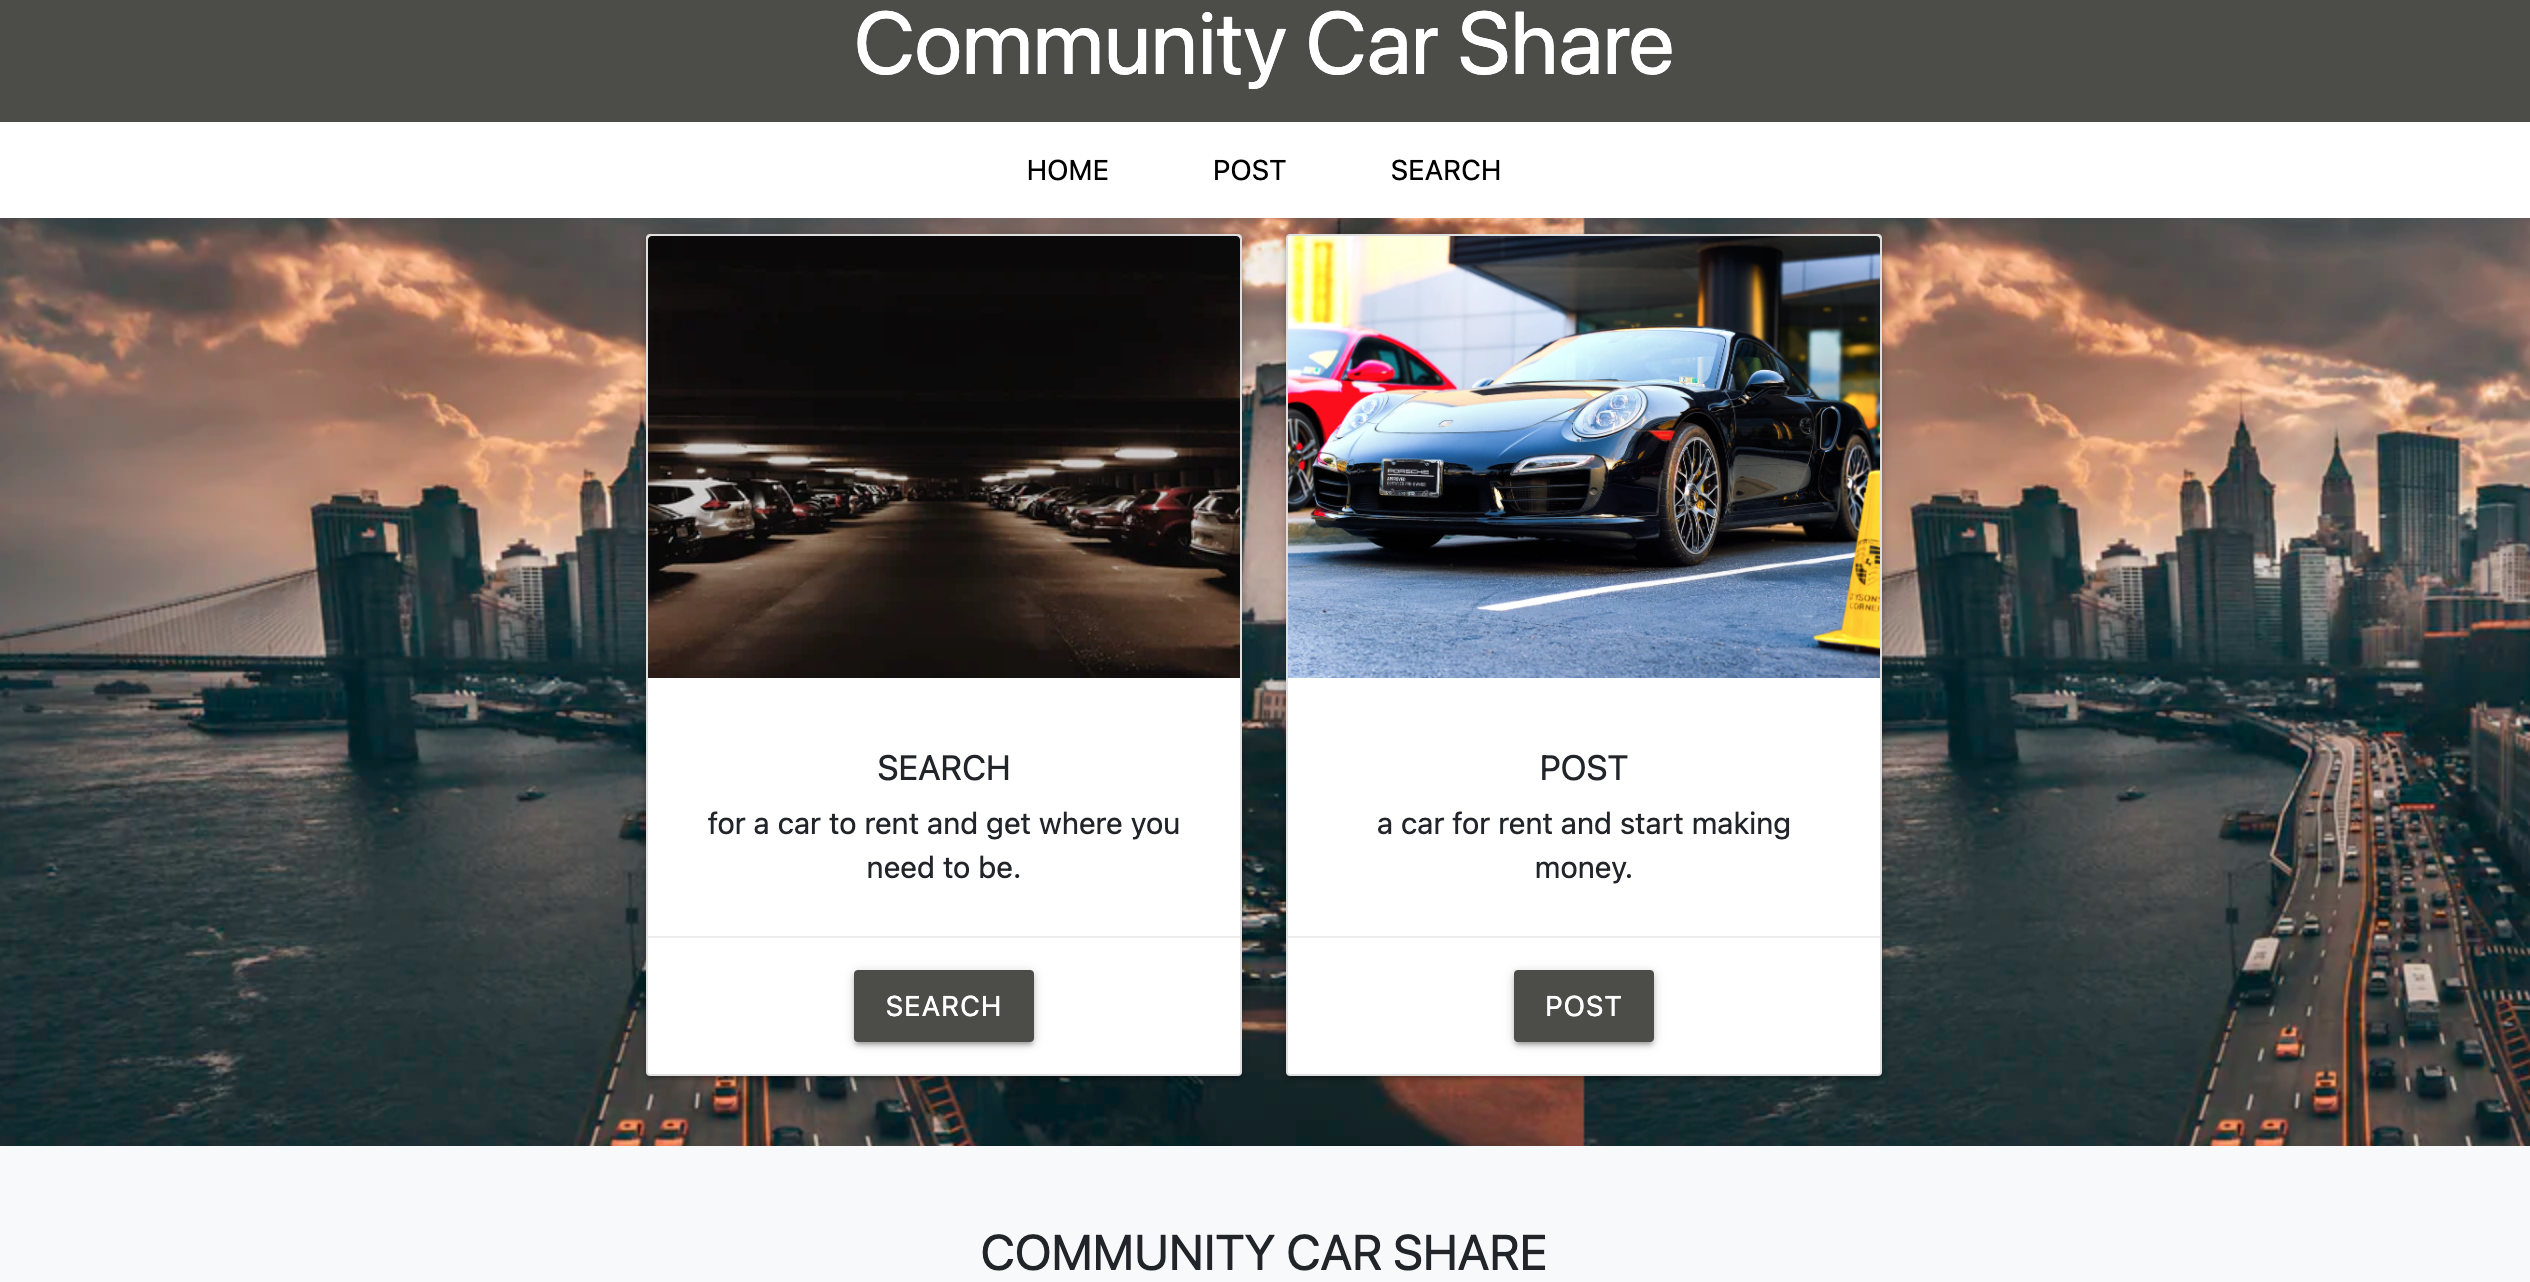 Community Car Share
HOME POST SEARCH
PORSCHE
SEARCH
for a car to rent and get where you
need to be.
SEARCH
POST
a car for rent and start making
money.
POST
COMMUNITY CAR SHARE